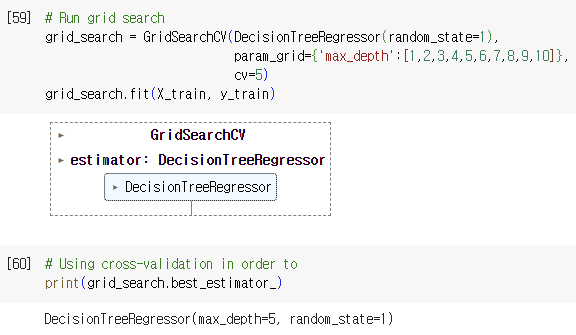 [59] # Run grid search
grid_search = GridSearchCV(DecisionTreeRegressor(random_state=1),
param_grid={'max_depth':[1,2,3,4,5,6,7,8,9,10]},
cv=5)
grid_search.fit(X_train, y_train)
▸ GridSearchCV
▸ estimator: DecisionTreeRegressor
▸ DecisionTreeRegressor
[60] # Using cross-validation in order to
print(grid_search.best_estimator_)
DecisionTreeRegressor(max_depth=5, random_state=1)